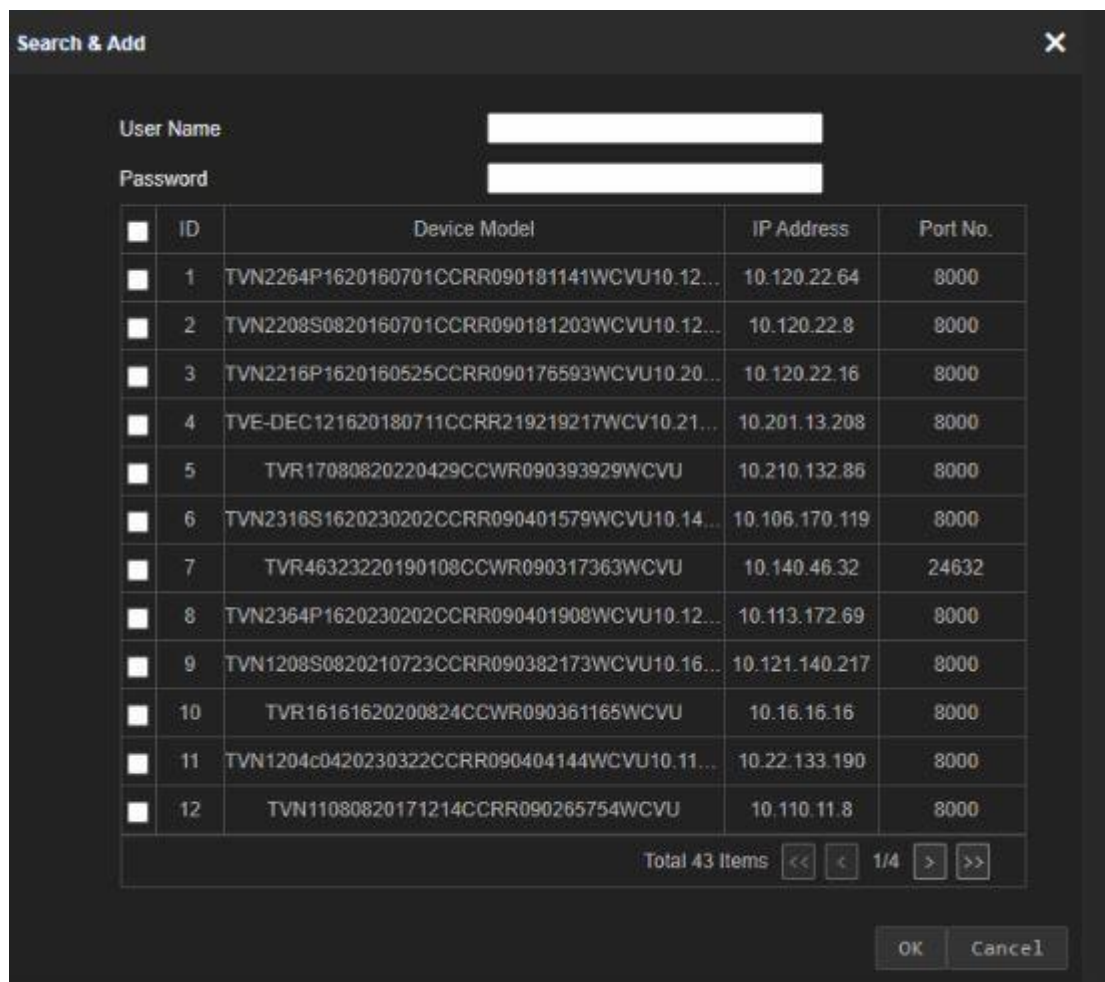 Search & Add
User Name
Password
ID Device Model IP Address Port No.
1 TVN2264P1620160701CCRR090181141WCVU10.12... 10.120.22.64 8000
2 TVN2208S0820160701CCRR090181203WCVU10.12... 10.120.22.8 8000
3 TVN2216P1620160525CCRR090176593WCVU10.20... 10.120.22.16 8000
4 TVE-DEC121620180711CCRR219219217WCV10.21... 10.201.13.208 8000
5 TVR17080820220429CCWR090393929WCVU 10.210.132.86 8000
6 TVN2316S1620230202CCRR090401579WCVU10.14... 10.106.170.119 8000
7 TVR46323220190108CCWR090317363WCVU 10.140.46.32 24632
8 TVN2364P1620230202CCRR090401908WCVU10.12... 10.113.172.69 8000
9 TVN1208S0820210723CCRR090382173WCVU10.16... 10.121.140.217 8000
10 TVR16161620200824CCWR090361165WCVU 10.16.16.16 8000
11 TVN1204c0420230322CCRR090404144WCVU10.11... 10.22.133.190 8000
12 TVN11080820171214CCRR090265754WCVU 10.110.11.8 8000
Total 43 Items << < 1/4 > >>
OK Cancel